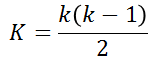 K = k(k − 1) / 2